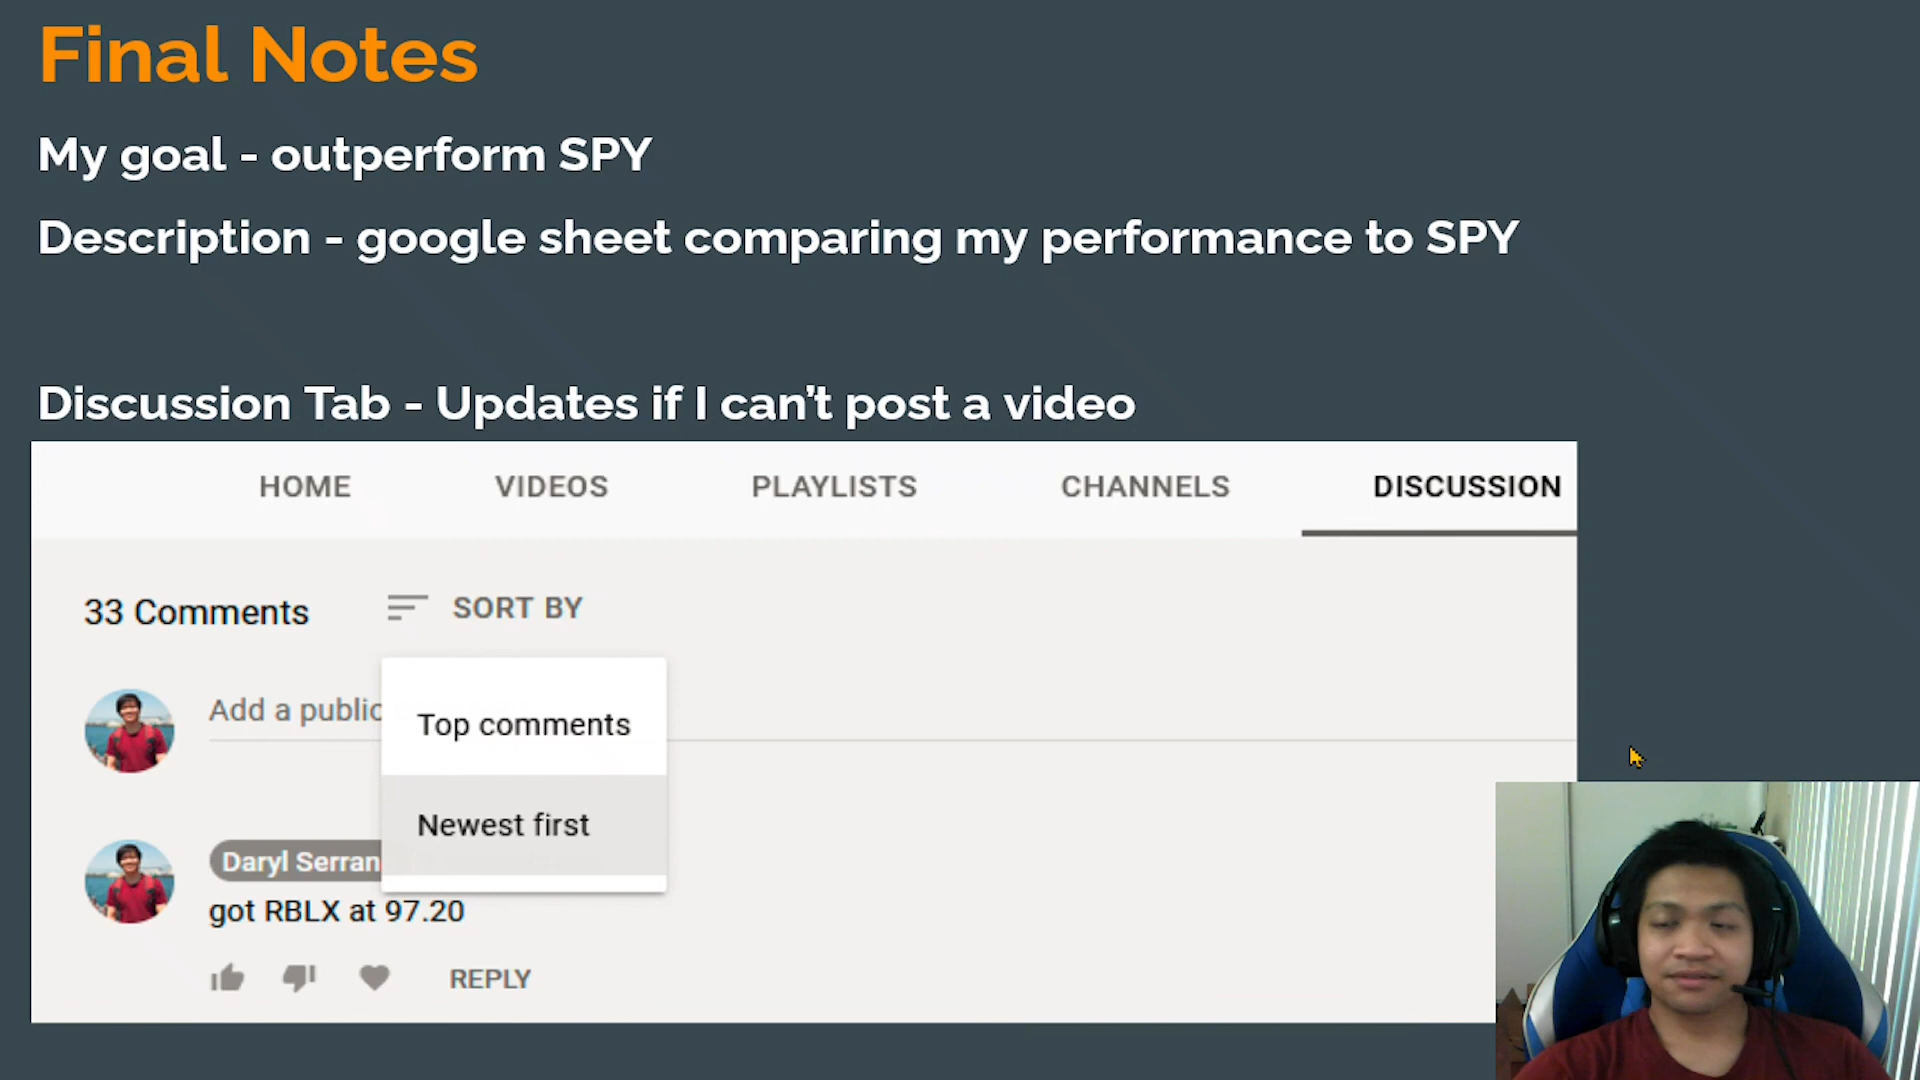 Final Notes
My goal - outperform SPY
Description - google sheet comparing my performance to SPY
Discussion Tab - Updates if I can't post a video
HOME VIDEOS PLAYLISTS CHANNELS DISCUSSION
33 Comments SORT BY
Add a public
Top comments
Newest first
Daryl Serran
got RBLX at 97.20
REPLY